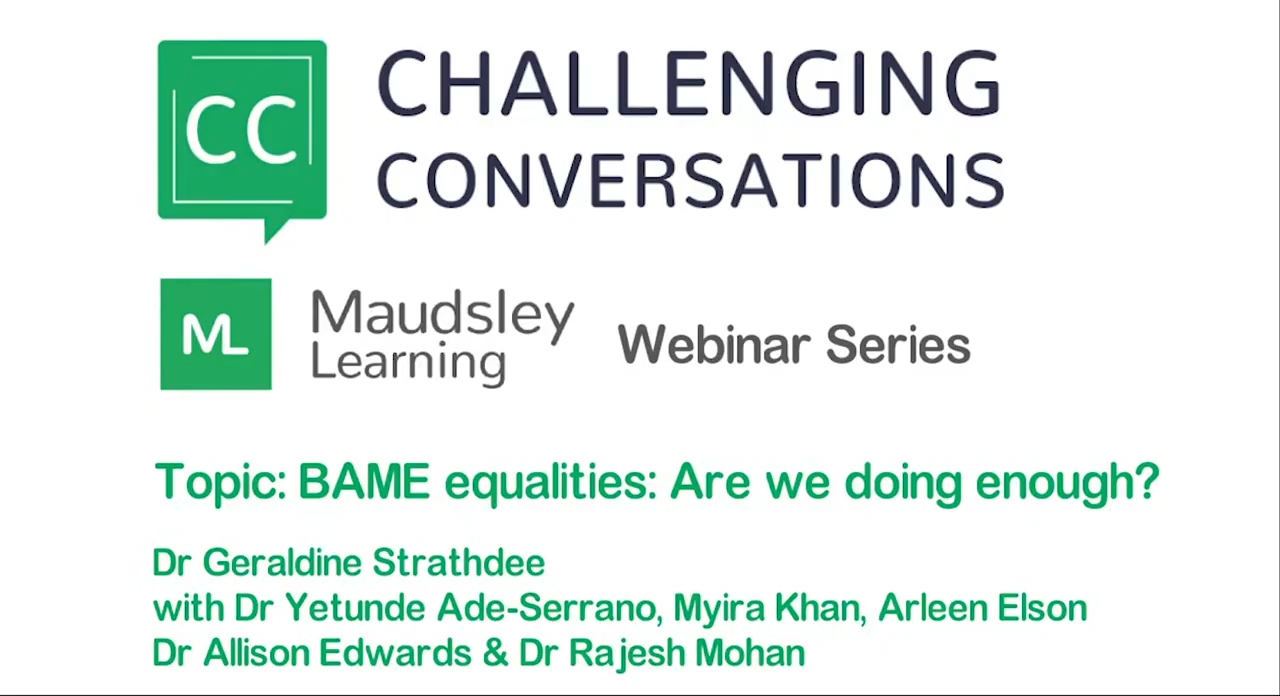 CC
CHALLENGING
CONVERSATIONS
ML
Maudsley
Learning
Webinar Series
Topic: BAME equalities: Are we doing enough?
Dr Geraldine Strathdee
with Dr Yetunde Ade-Serrano, Myira Khan, Arleen Elson
Dr Allison Edwards & Dr Rajesh Mohan